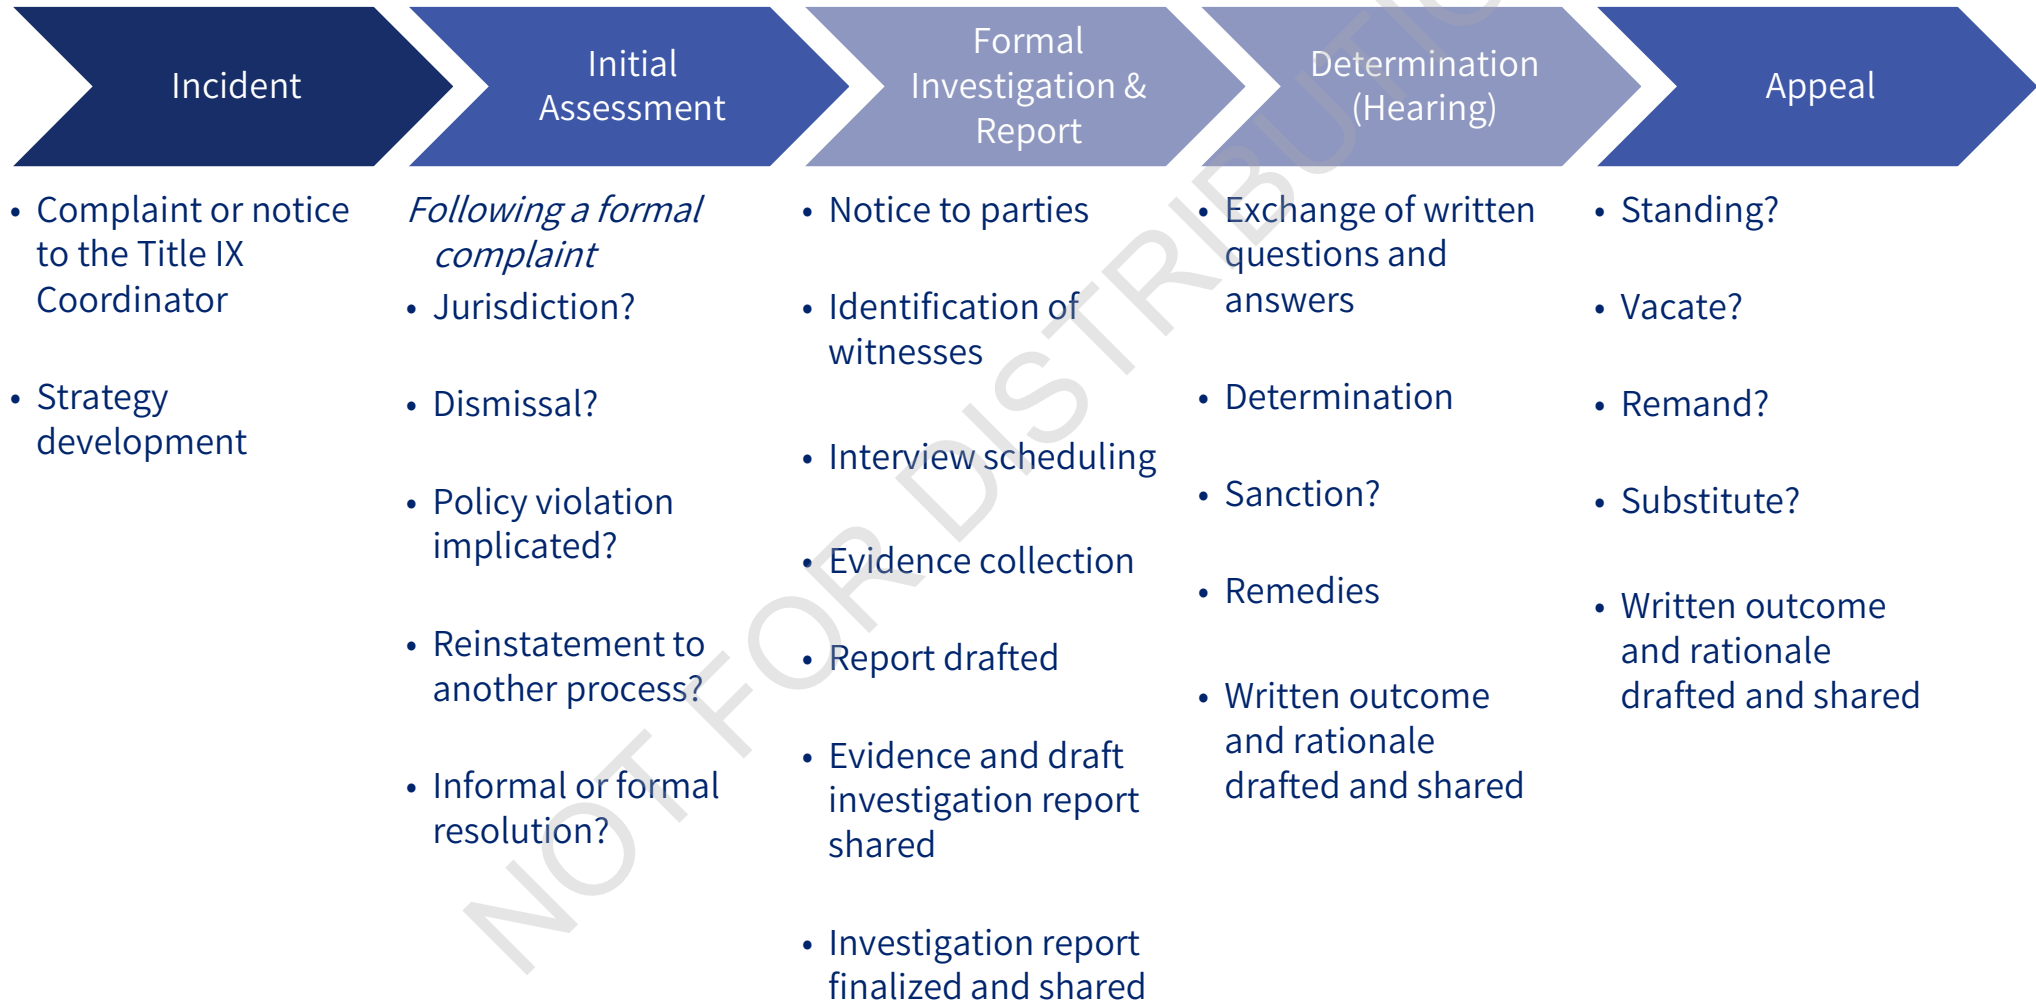 Incident
Initial
Assessment
Formal
Investigation &
Report
Determination
(Hearing)
Appeal
• Complaint or notice
to the Title IX
Coordinator
• Strategy
development
Following a formal
complaint
• Jurisdiction?
• Dismissal?
• Policy violation
implicated?
• Reinstatement to
another process?
• Informal or formal
resolution?
• Notice to parties
• Identification of
witnesses
• Interview scheduling
• Evidence collection
• Report drafted
• Evidence and draft
investigation report
shared
• Investigation report
finalized and shared
• Exchange of written
questions and
answers
• Determination
• Sanction?
• Remedies
• Written outcome
and rationale
drafted and shared
• Standing?
• Vacate?
• Remand?
• Substitute?
• Written outcome
and rationale
drafted and shared
NOT FOR DISTRIBUTIO